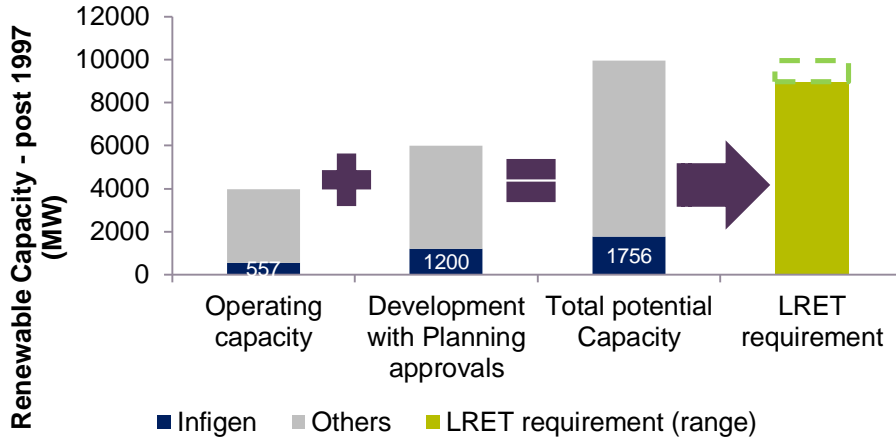 Renewable Capacity - post 1997
(MW)
12000
10000
8000
6000
4000
2000
0
557
1200
1756
Operating
capacity
Development
with Planning
approvals
Total potential
Capacity
LRET
requirement
Infigen
Others
LRET requirement (range)